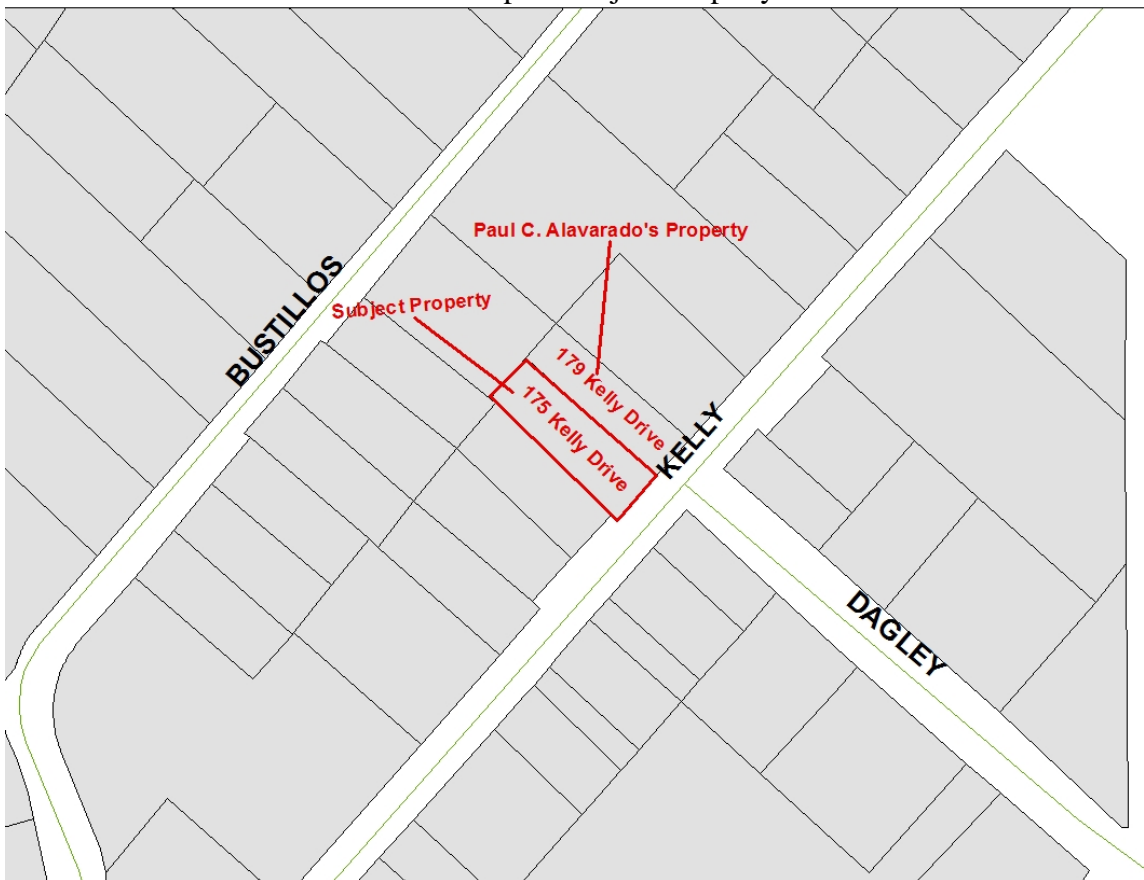 Paul C. Alavarado's Property
Subject Property
BUSTILLOS
179 Kelly Drive
175 Kelly Drive
KELLY
DAGLEY